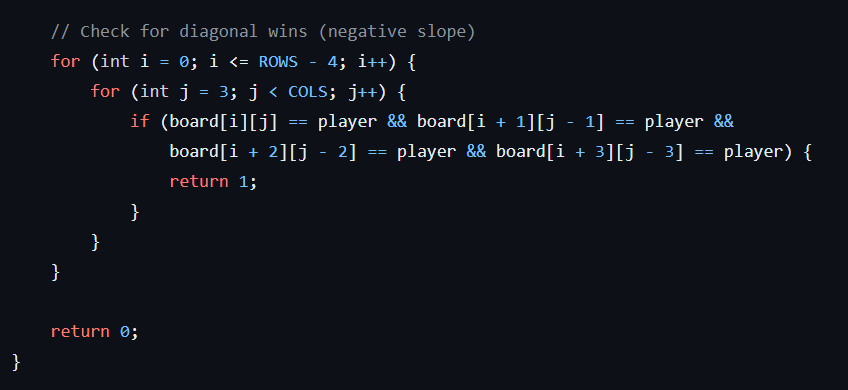 // Check for diagonal wins (negative slope)
    for (int i = 0; i <= ROWS - 4; i++) {
        for (int j = 3; j < COLS; j++) {
            if (board[i][j] == player && board[i + 1][j - 1] == player &&
                board[i + 2][j - 2] == player && board[i + 3][j - 3] == player) {
                return 1;
            }
        }
    }

    return 0;
}